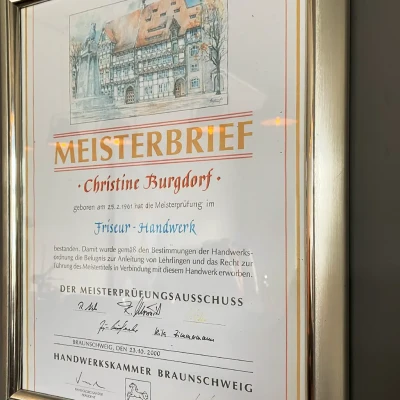 MEISTERBRIEF
· Christine Burgdorf ·
geboren am 25.2.1961 hat die Meisterprüfung im
Friseur-Handwerk
bestanden. Damit wurde gemäß den Bestimmungen der Handwerks-
ordnung die Befugnis zur Anleitung von Lehrlingen und das Recht zur
Führung des Meistertitels in Verbindung mit diesem Handwerk erworben.
DER MEISTERPRÜFUNGSAUSSCHUSS
BRAUNSCHWEIG, DEN 23.10.2000
HANDWERKSKAMMER BRAUNSCHWEIG